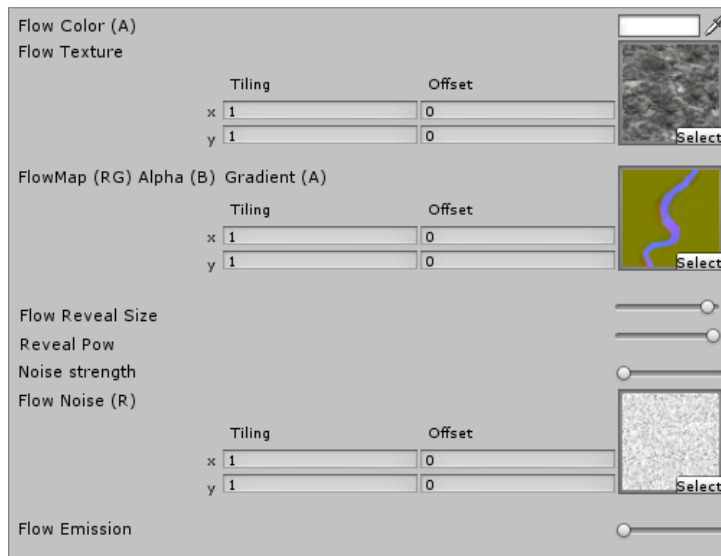 Flow Color (A)
Flow Texture
Tiling Offset
x 1 0
y 1 0
Select
FlowMap (RG) Alpha (B) Gradient (A)
Tiling Offset
x 1 0
y 1 0
Select
Flow Reveal Size
Reveal Pow
Noise strength
Flow Noise (R)
Tiling Offset
x 1 0
y 1 0
Select
Flow Emission